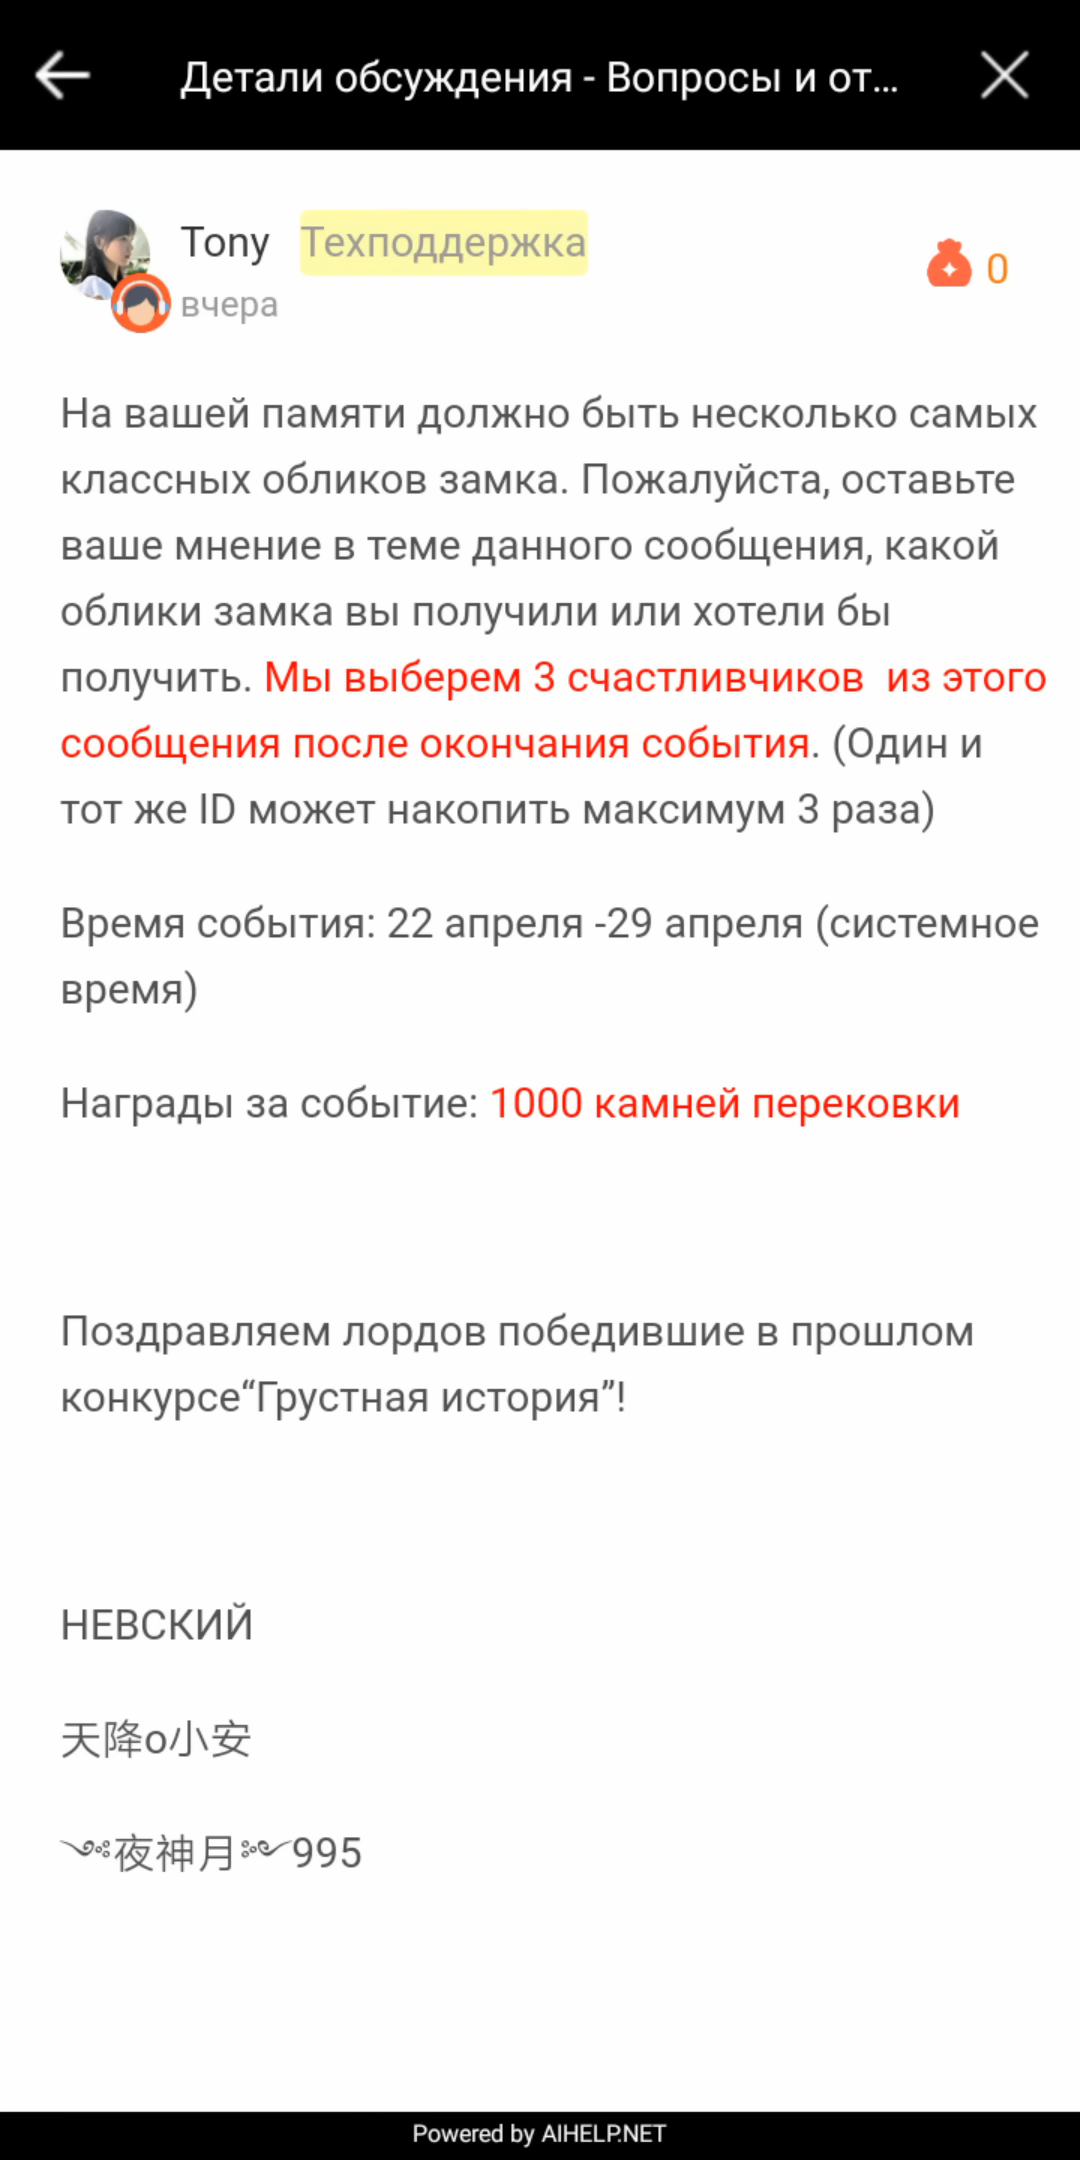 Детали обсуждения - Вопросы и от...
Tony Техподдержка
0
вчера
На вашей памяти должно быть несколько самых
классных обликов замка. Пожалуйста, оставьте
ваше мнение в теме данного сообщения, какой
облики замка вы получили или хотели бы
получить. Мы выберем 3 счастливчиков  из этого
сообщения после окончания события. (Один и
тот же ID может накопить максимум 3 раза)
Время события: 22 апреля -29 апреля (системное
время)
Награды за событие: 1000 камней перековки
Поздравляем лордов победившие в прошлом
конкурсе“Грустная история”!
НЕВСКИЙ
天降o小安
༺夜神月༻995
Powered by AIHELP.NET